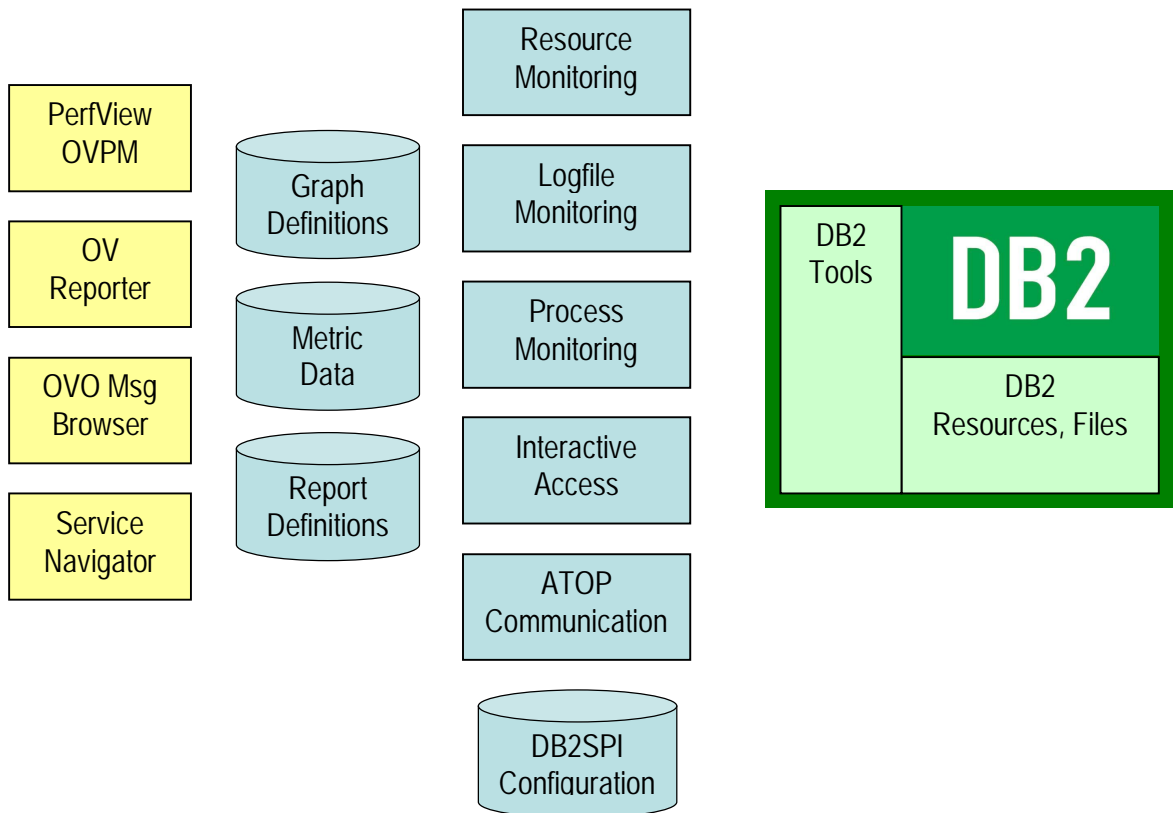 PerfView
OVPM
OV
Reporter
OVO Msg
Browser
Service
Navigator
Graph
Definitions
Metric
Data
Report
Definitions
Resource
Monitoring
Logfile
Monitoring
Process
Monitoring
Interactive
Access
ATOP
Communication
DB2SPI
Configuration
DB2
Tools
DB2
DB2
Resources, Files